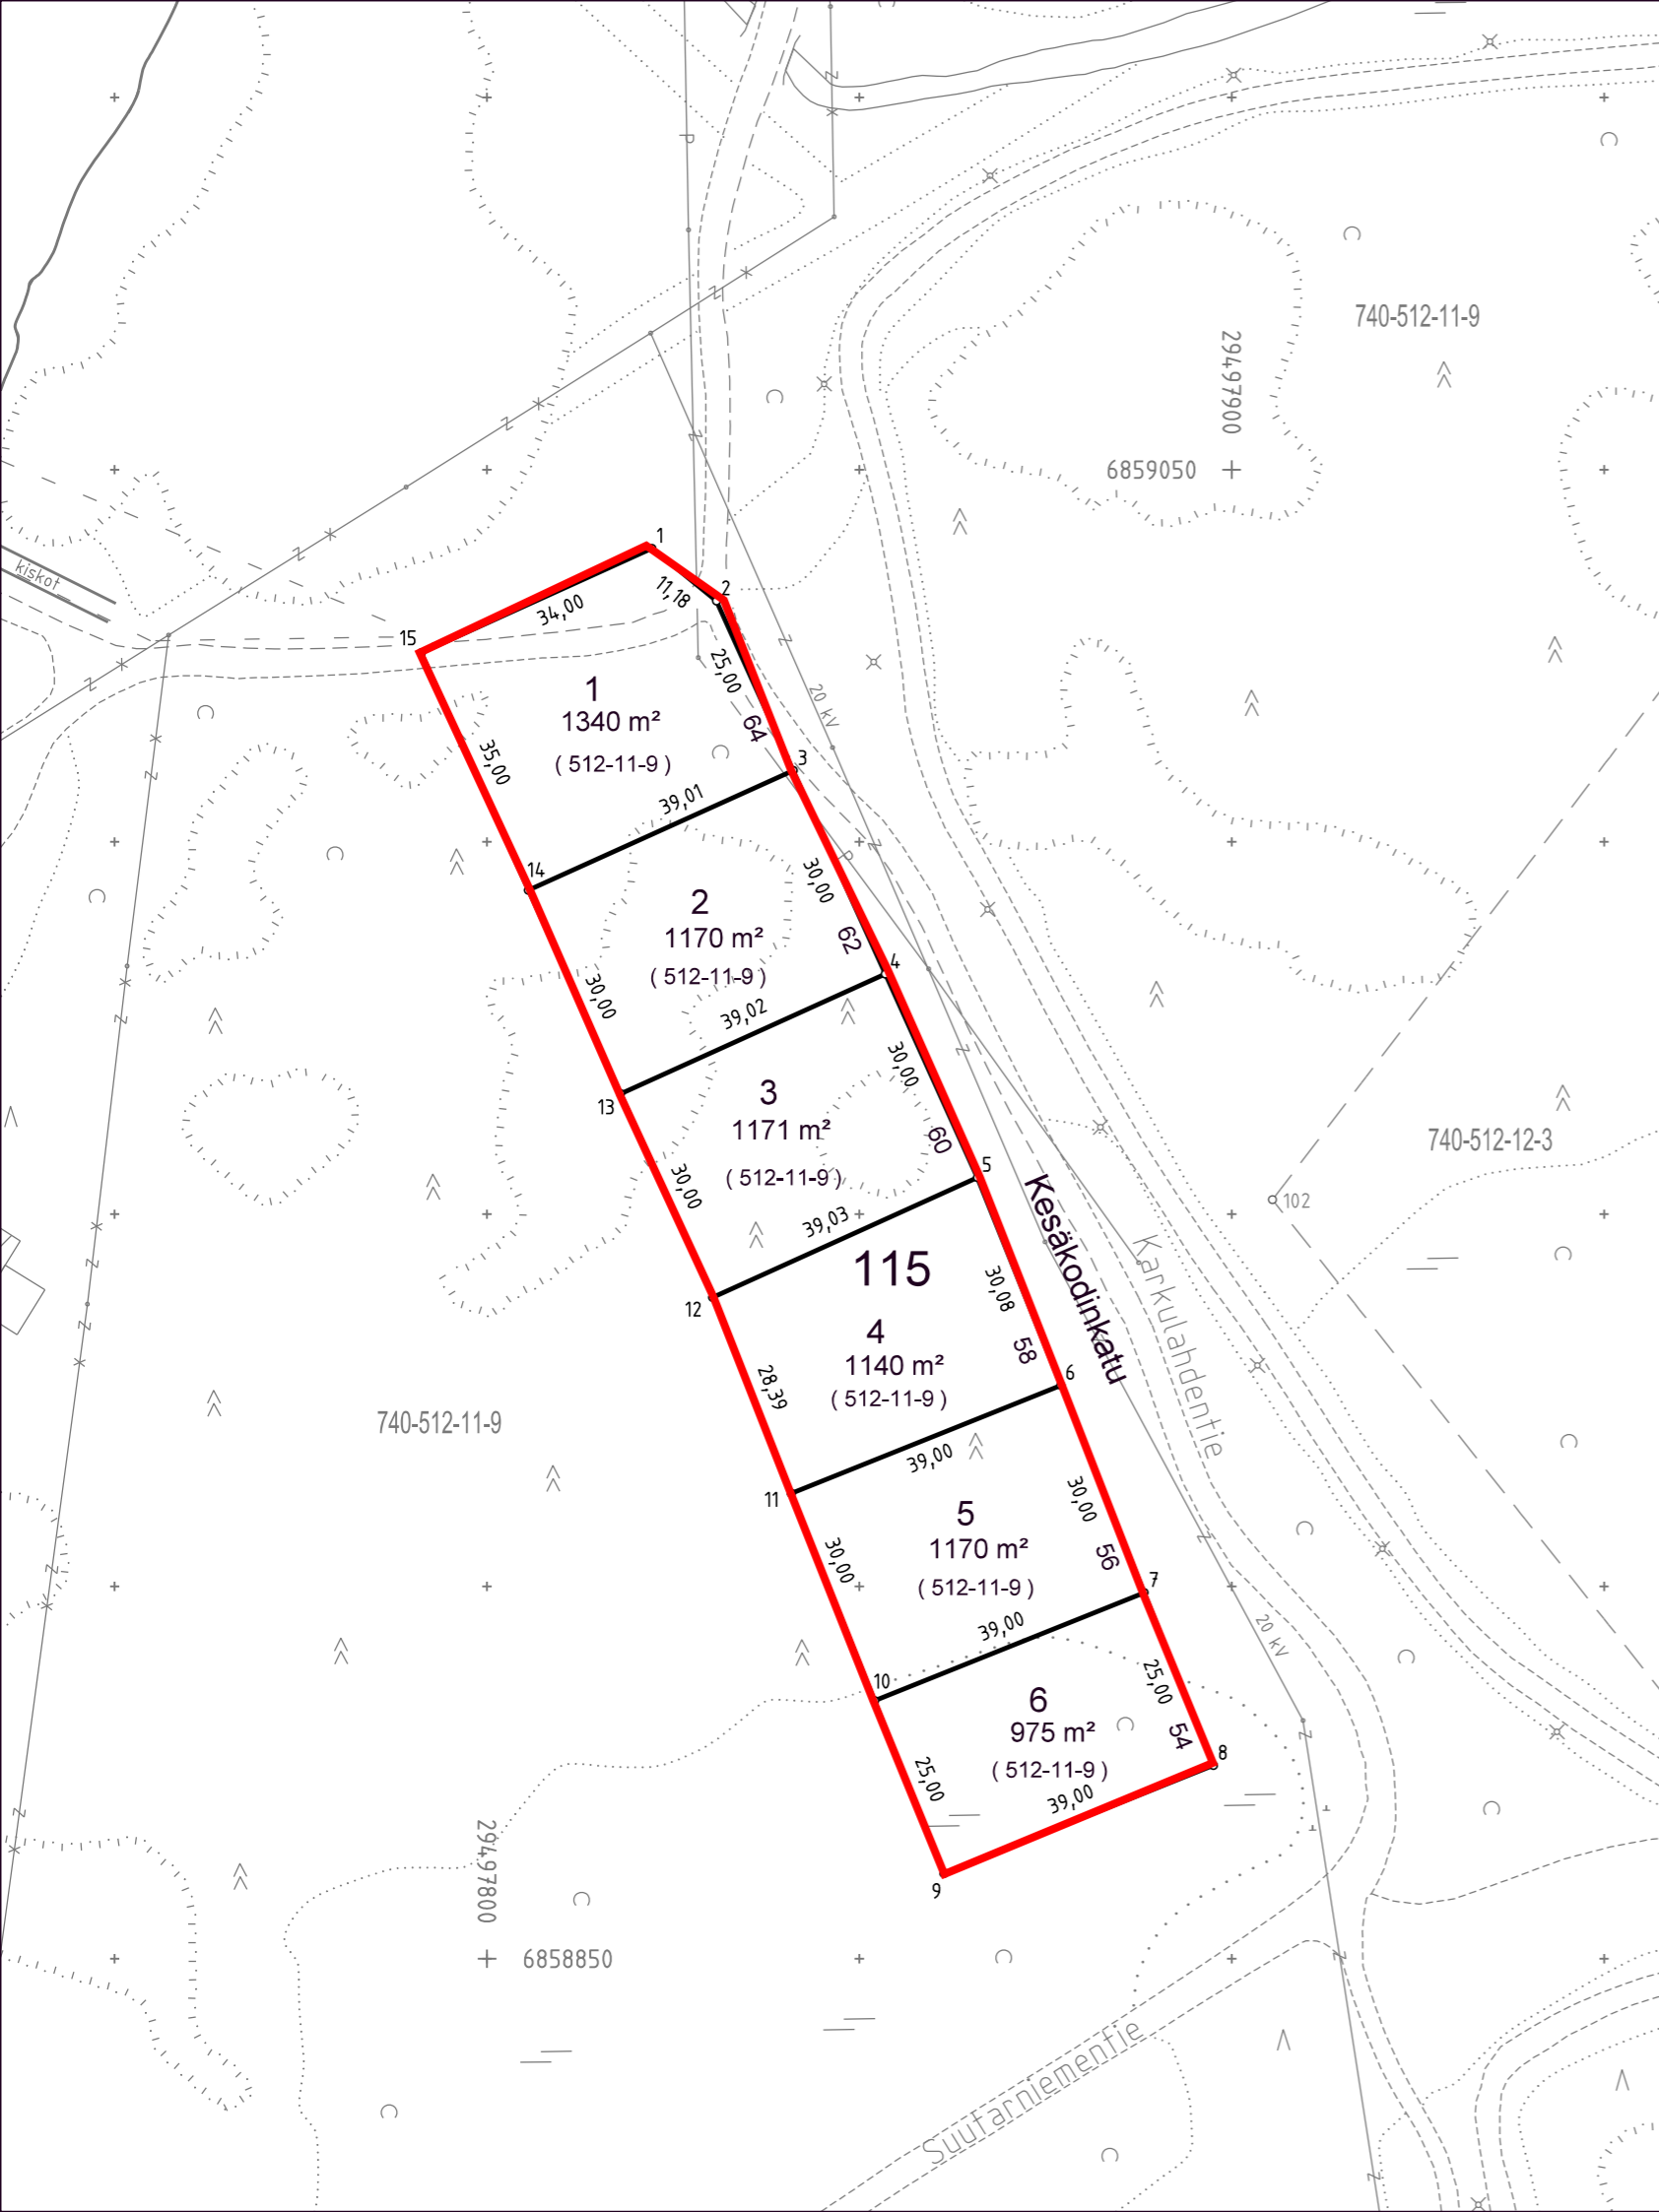 P
z
740-512-11-9
29497900
6859050
kiskot
1
11,18
2
34,00
15
25,00
64
20 kV
1
1340 m²
( 512-11-9 )
35,00
3
39,01
14
30,00
P
2
1170 m²
( 512-11-9 )
62
4
30,00
39,02
13
30,00
3
1171 m²
( 512-11-9 )
60
5
740-512-12-3
30,00
39,03
102
Kesäkodinkatu
Karkulahdentie
115
12
30,08
58
4
1140 m²
( 512-11-9 )
6
28,39
740-512-11-9
39,00
11
30,00
5
1170 m²
( 512-11-9 )
56
7
30,00
39,00
20 kV
10
25,00
6
975 m²
( 512-11-9 )
54
8
25,00
39,00
9
29497800
6858850
Suutarniementie